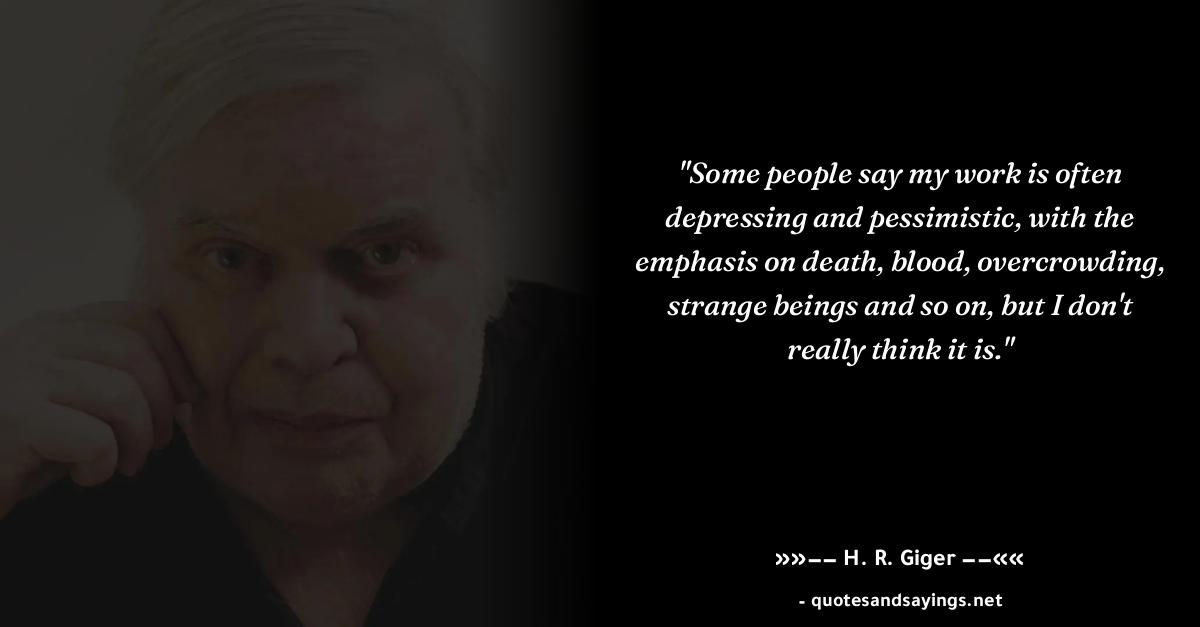 "Some people say my work is often
depressing and pessimistic, with the
emphasis on death, blood, overcrowding,
strange beings and so on, but I don't
really think it is."
»»–– H. R. Giger ––««
- quotesandsayings.net